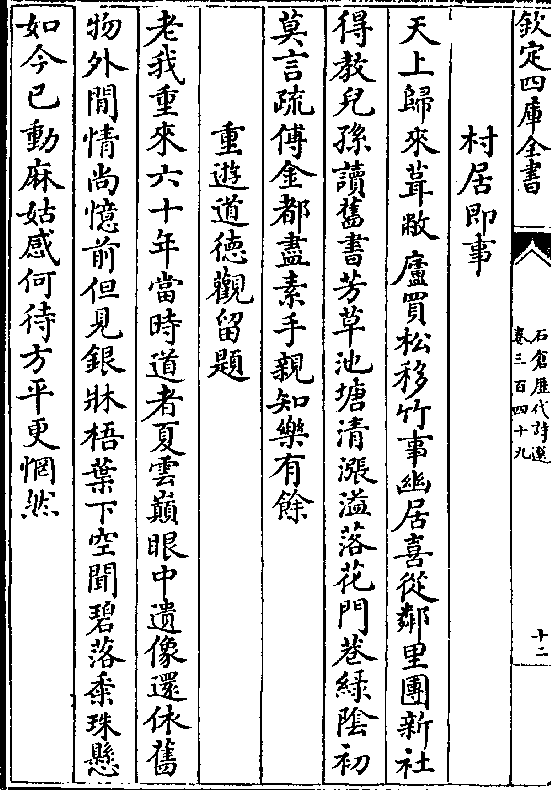 欽定四庫全書
石倉歴代詩選
卷三百四十九
十二
村居即事
天上歸來葺敝廬買松移竹事幽居喜從鄰里團新社
得教兒孫讀舊書芳草池塘清漲溢落花門巷緑陰初
莫言疏傅金都盡素手親知樂有餘
重遊道德觀留題
老我重來六十年當時道者夏雲巔眼中遺像還依舊
物外閒情尚憶前但見銀牀梧葉下空聞碧落黍珠懸
如今已動麻姑感何待方平更惘然